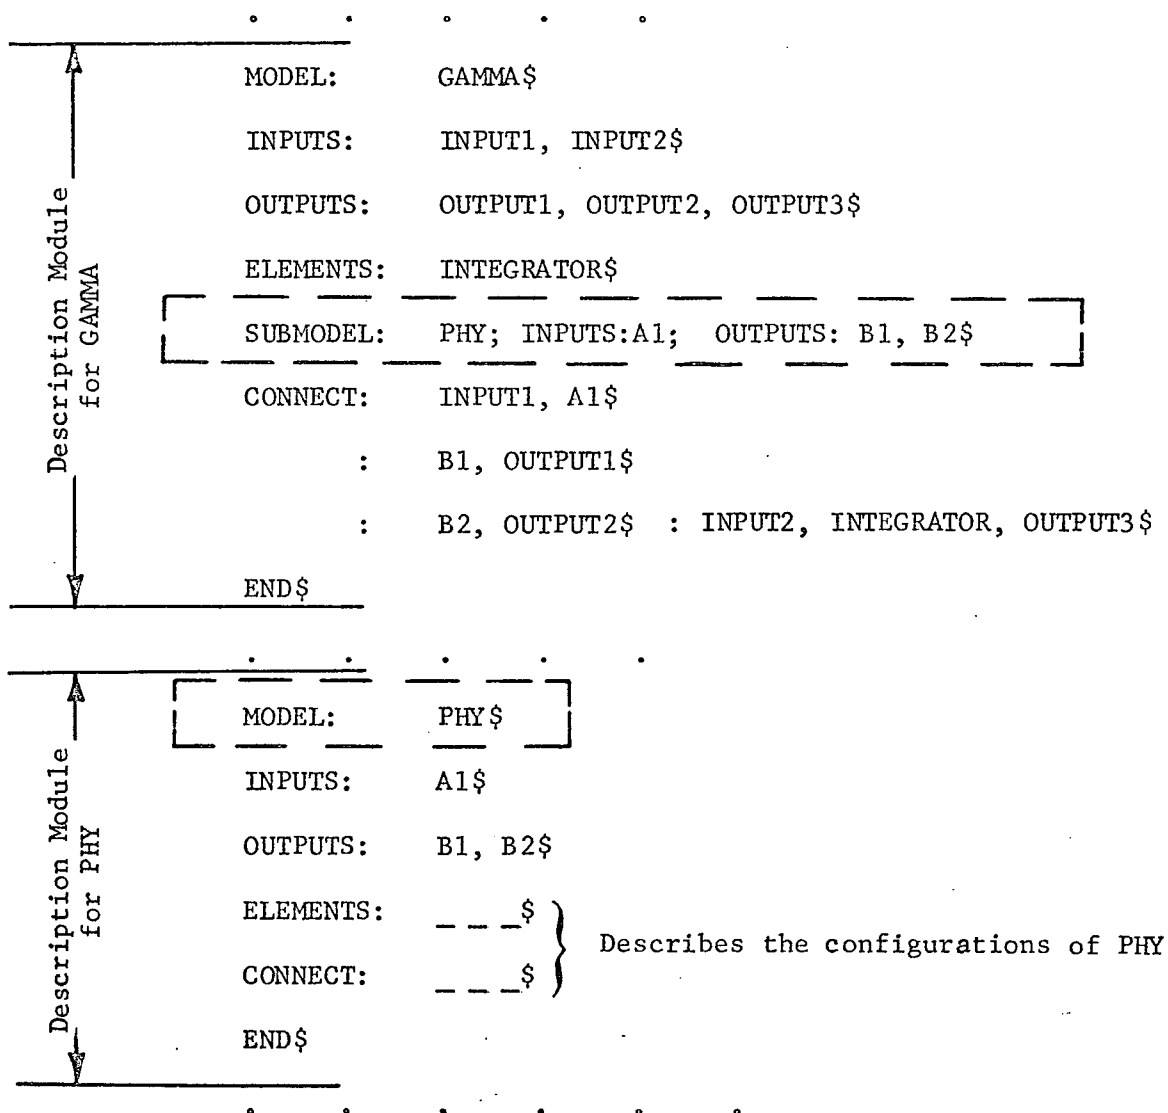 MODEL: GAMMA$
INPUTS: INPUT1, INPUT2$
OUTPUTS: OUTPUT1, OUTPUT2, OUTPUT3$
ELEMENTS: INTEGRATOR$
SUBMODEL: PHY; INPUTS:A1; OUTPUTS: B1, B2$
CONNECT: INPUT1, A1$
: B1, OUTPUT1$
: B2, OUTPUT2$ : INPUT2, INTEGRATOR, OUTPUT3$
END$
Description Module
for GAMMA
MODEL: PHY$
INPUTS: A1$
OUTPUTS: B1, B2$
ELEMENTS: _ _ _$
CONNECT: _ _ _$
Describes the configurations of PHY
END$
Description Module
for PHY